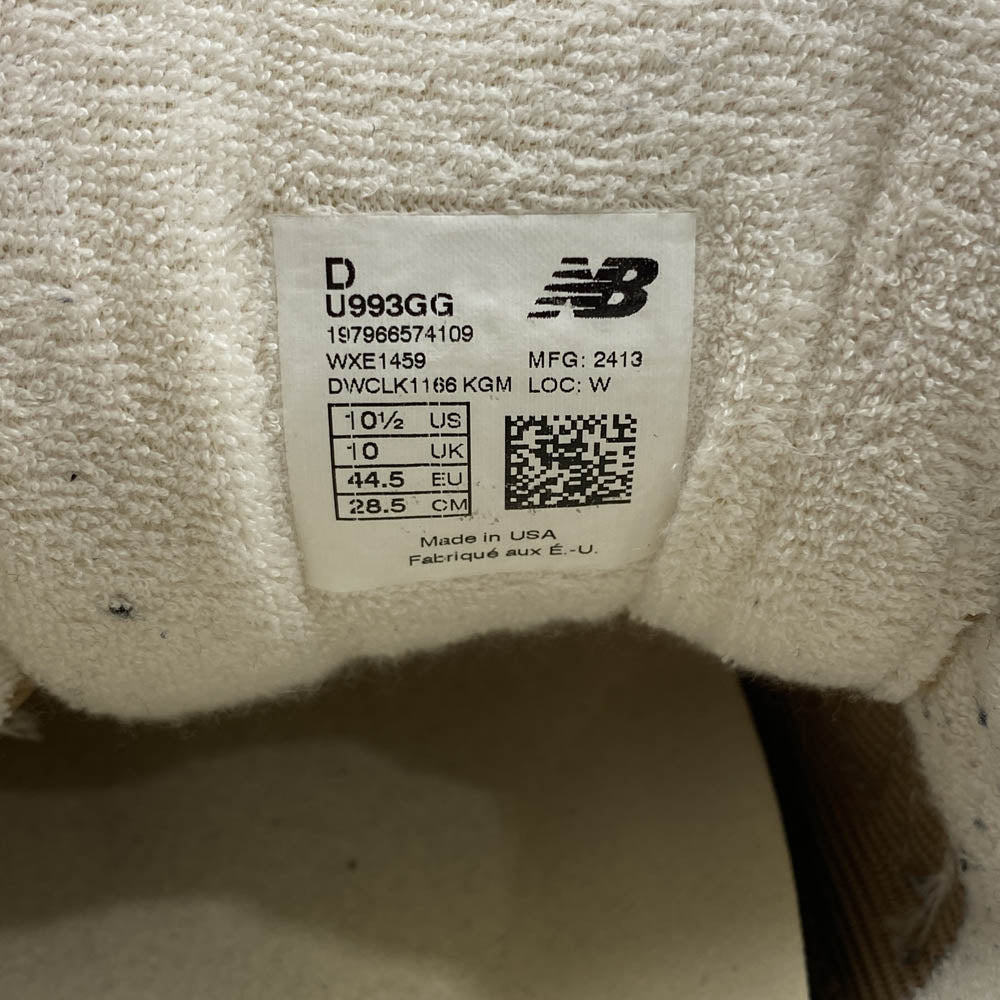 D
NB
U993GG
197966574109
WXE1459
MFG: 2413
DWCLK1166 KGM LOC: W
10½ US
10 UK
44.5 EU
28.5 CM
Made in USA
Fabriqué aux É.-U.